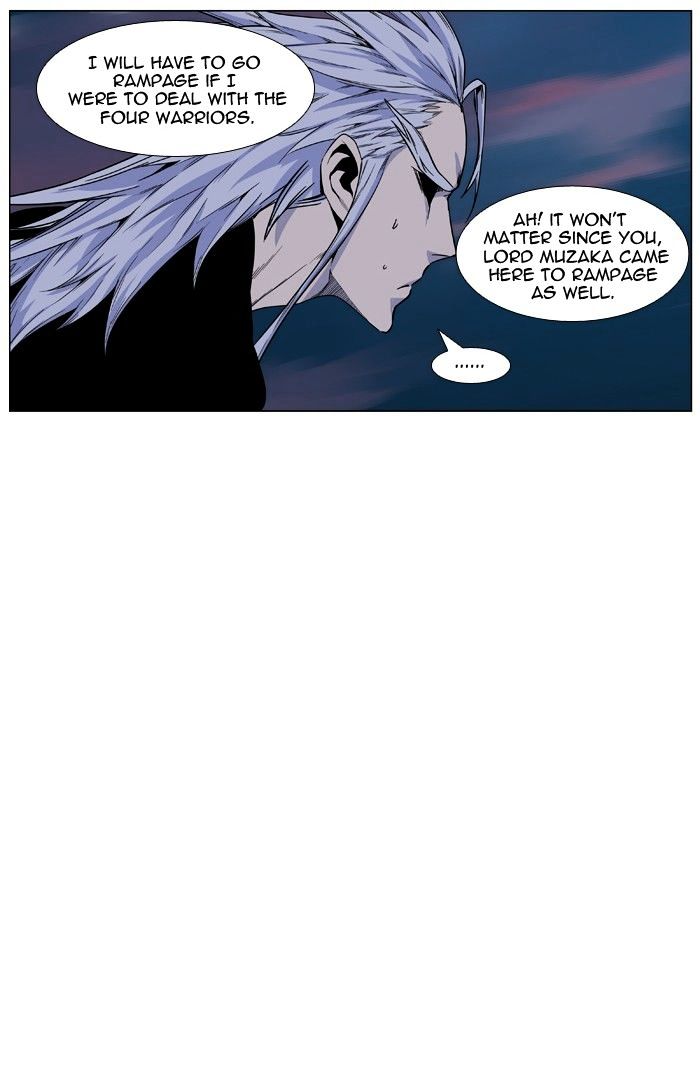 I WILL HAVE TO GO
RAMPAGE IF I
WERE TO DEAL WITH THE
FOUR WARRIORS.
AH! IT WON'T
MATTER SINCE YOU,
LORD MUZAKA CAME
HERE TO RAMPAGE
AS WELL.
......